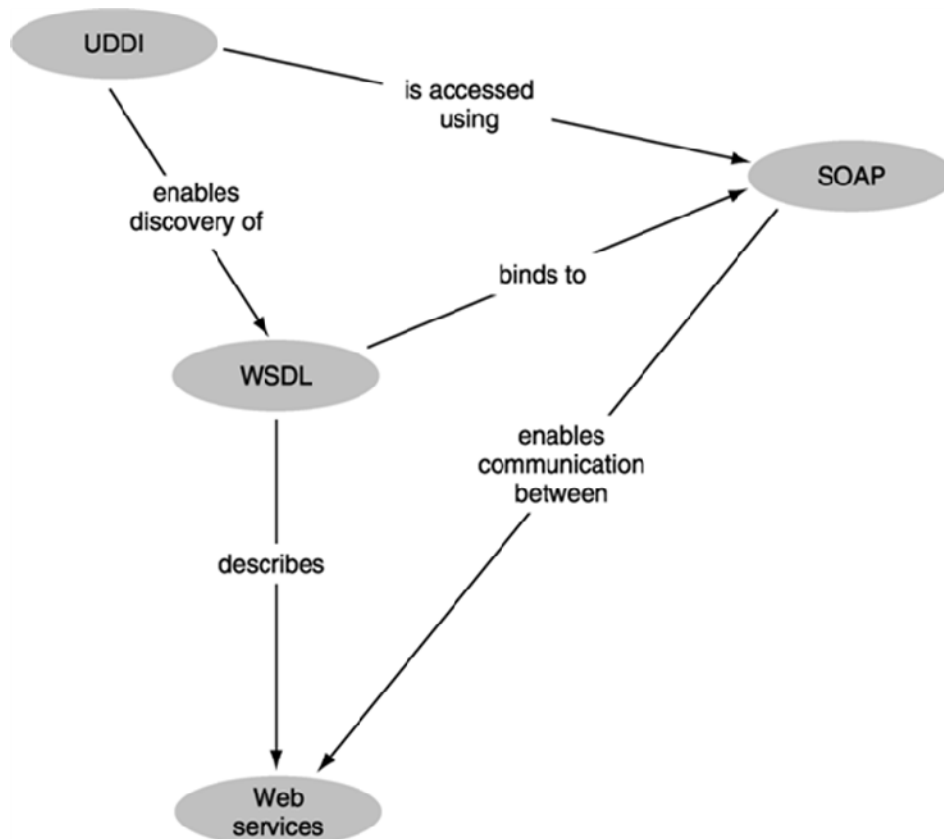 UDDI
is accessed
using
SOAP
enables
discovery of
binds to
WSDL
enables
communication
between
describes
Web
services